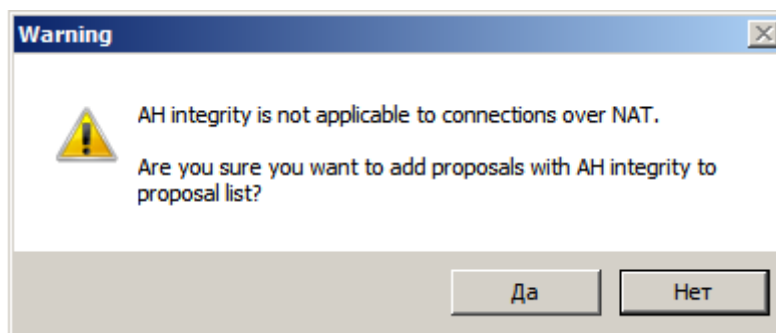 Warning
AH integrity is not applicable to connections over NAT.
Are you sure you want to add proposals with AH integrity to
proposal list?
Да
Нет